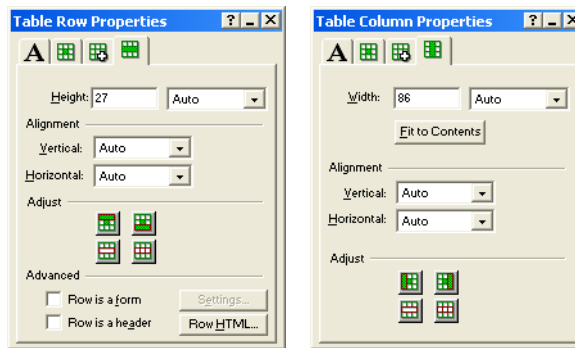 Table Row Properties
A
Height: 27 Auto
Alignment
Vertical: Auto
Horizontal: Auto
Adjust
Advanced
Row is a form Settings...
Row is a header Row HTML...
Table Column Properties
A
Width: 86 Auto
Fit to Contents
Alignment
Vertical: Auto
Horizontal: Auto
Adjust